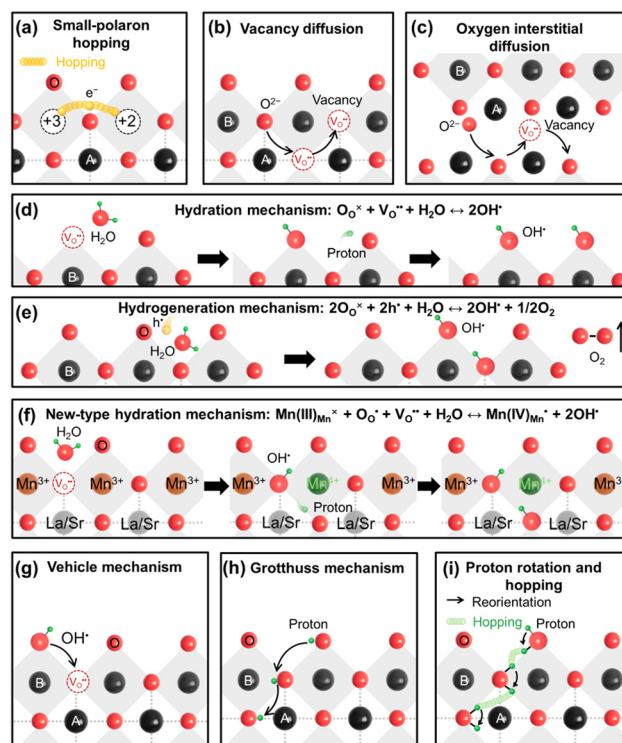 (a) Small-polaron
hopping
Hopping
O
e⁻
+3
+2
A
(b) Vacancy diffusion
O²⁻
Vacancy
B
V_O^••
A
V_O^••
(c) Oxygen interstitial
diffusion
B
A
O²⁻
V_O^••
Vacancy
(d) Hydration mechanism: O_O^× + V_O^•• + H₂O ↔ 2OH^•
V_O^••
H₂O
B
Proton
OH^•
(e) Hydrogeneration mechanism: 2O_O^× + 2h^• + H₂O ↔ 2OH^• + 1/2O₂
O
h^•
H₂O
B
OH^•
O₂
(f) New-type hydration mechanism: Mn(III)_Mn^× + O_O^• + V_O^•• + H₂O ↔ Mn(IV)_Mn^• + 2OH^•
H₂O
O
Mn³⁺ V_O^•• Mn³⁺ Mn³⁺
La/Sr La/Sr
OH^•
Mn³⁺ Mn⁴⁺ Mn³⁺
Proton
La/Sr La/Sr
Mn³⁺ Mn⁴⁺ Mn³⁺
La/Sr La/Sr
(g) Vehicle mechanism
OH^•
O
B
V_O^••
A
(h) Grotthuss mechanism
Proton
O
B
A
(i) Proton rotation and
hopping
Reorientation
Hopping
Proton
O
B
A